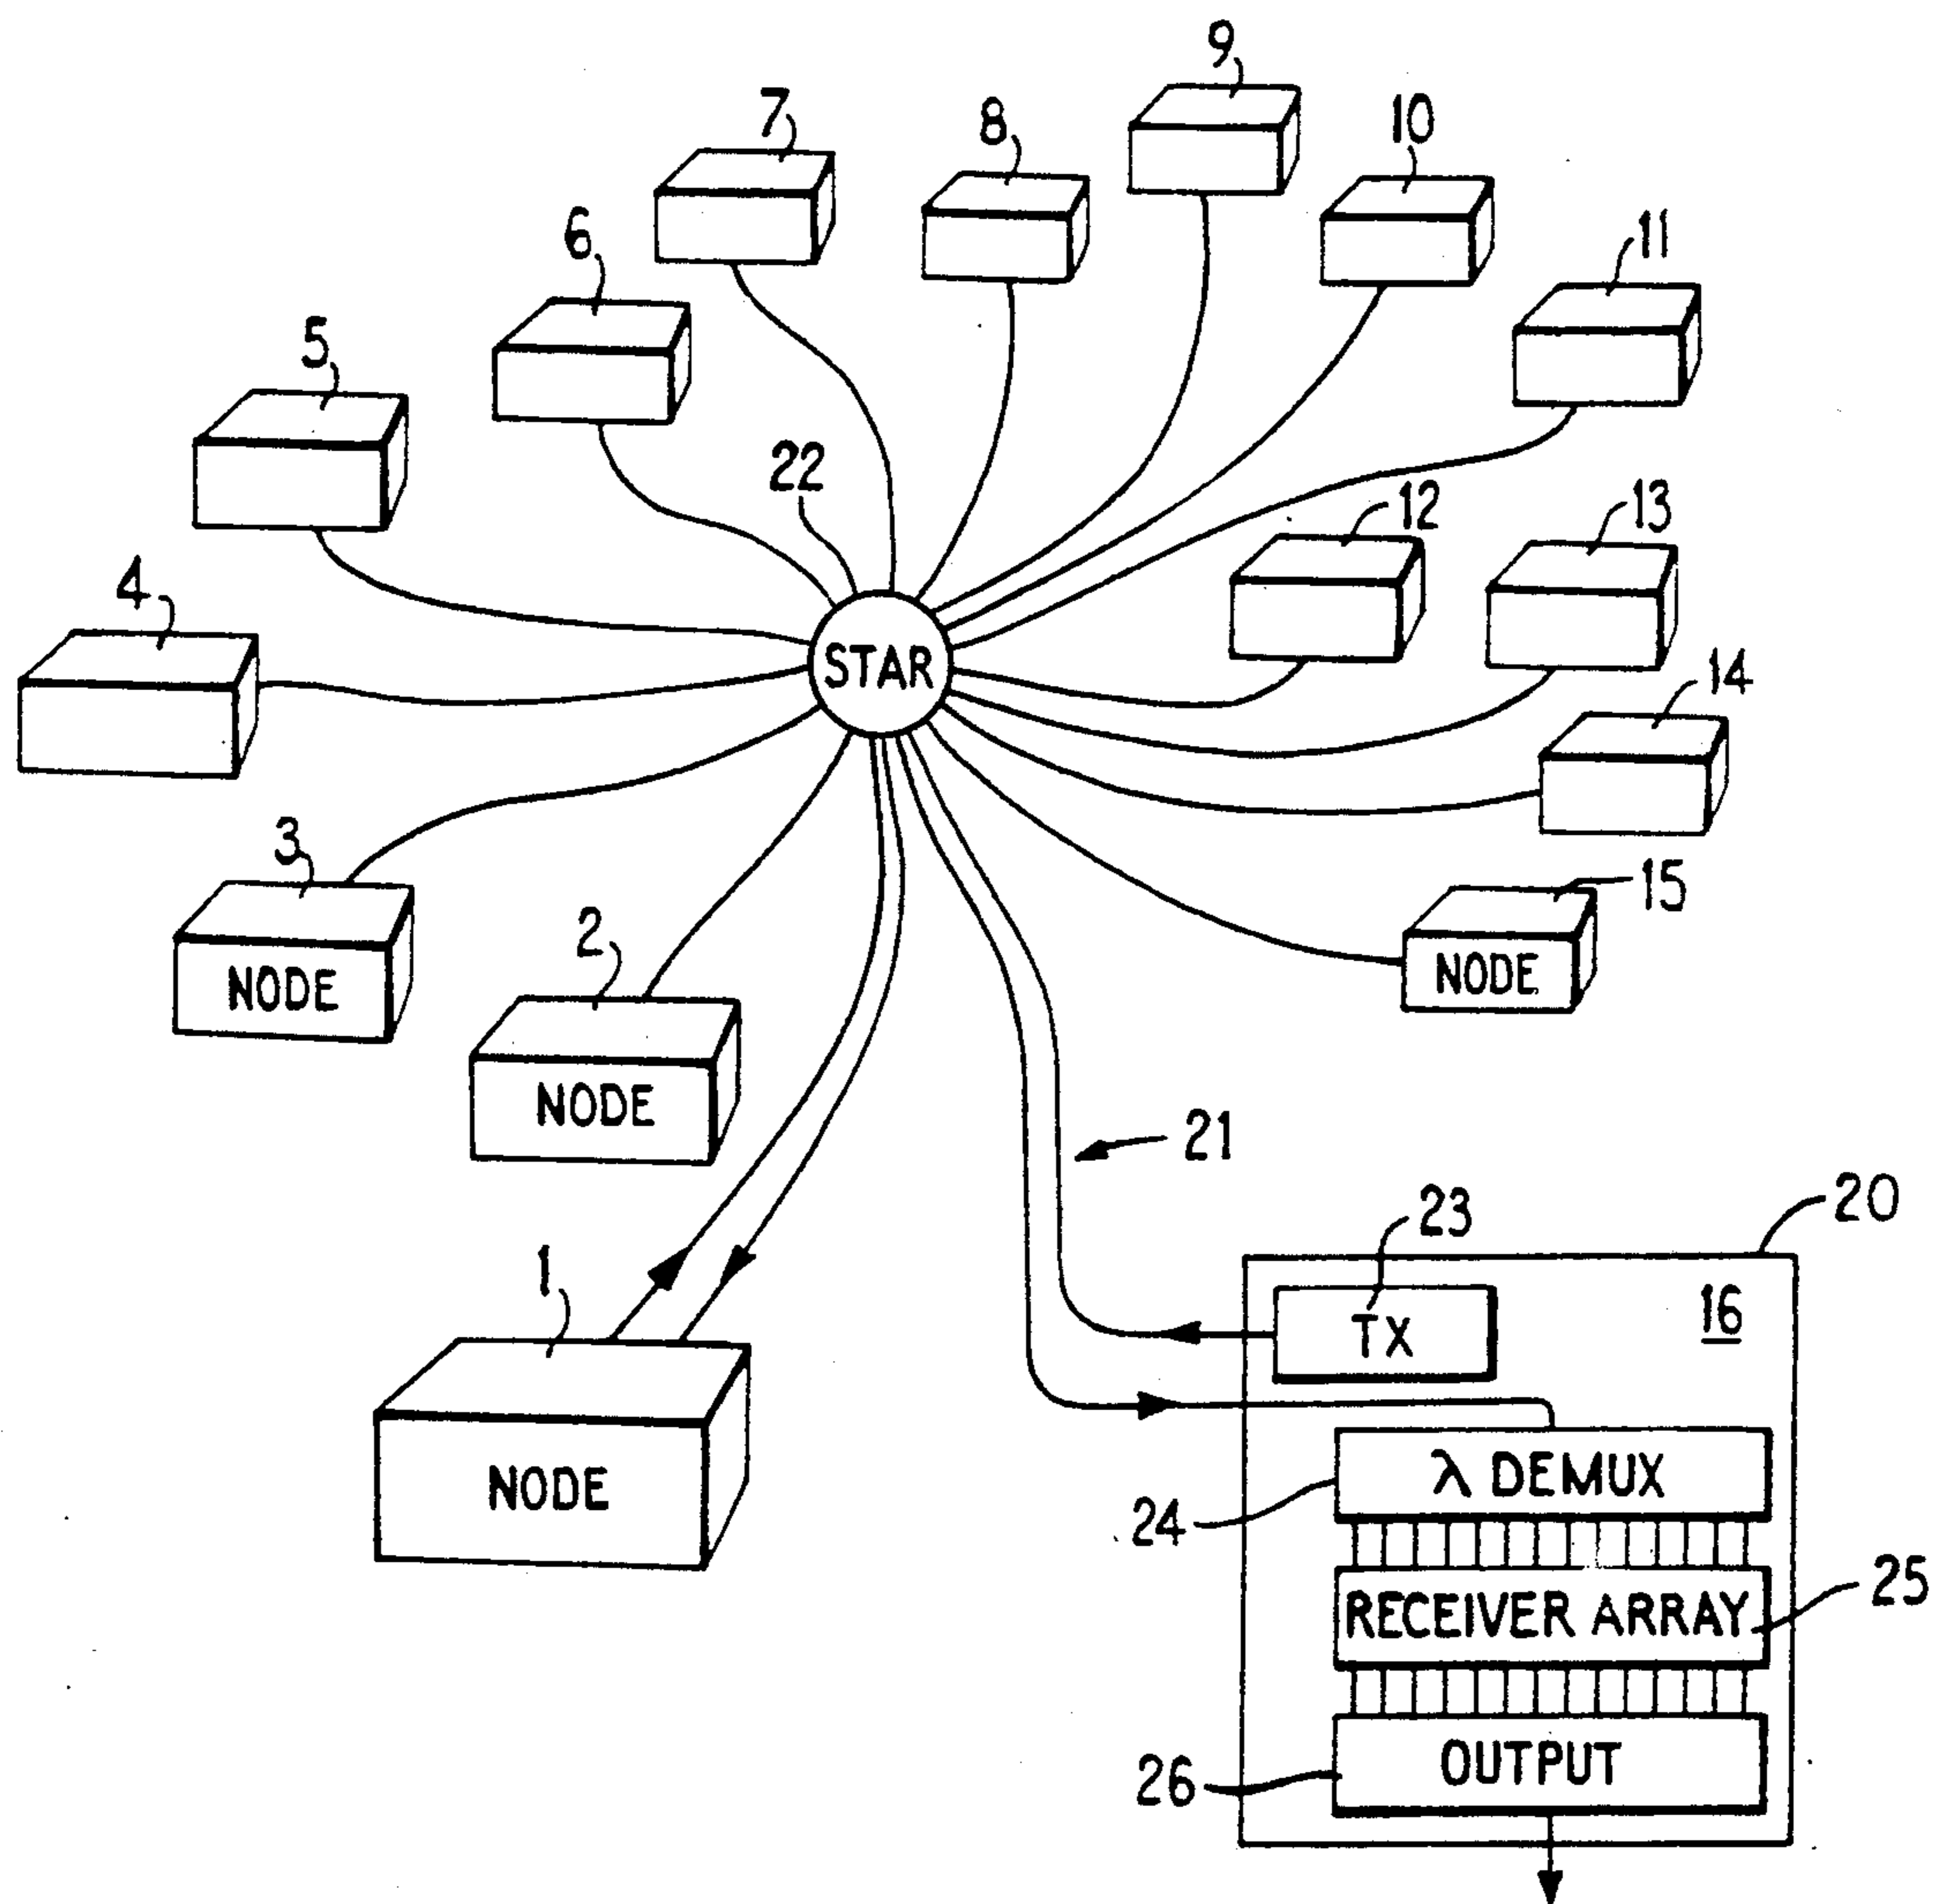 9
7
8
10
6
11
5
22
12
13
4
STAR
14
3
15
2
NODE
NODE
NODE
21
20
23
1
16
TX
NODE
λ DEMUX
24
25
RECEIVER ARRAY
26
OUTPUT